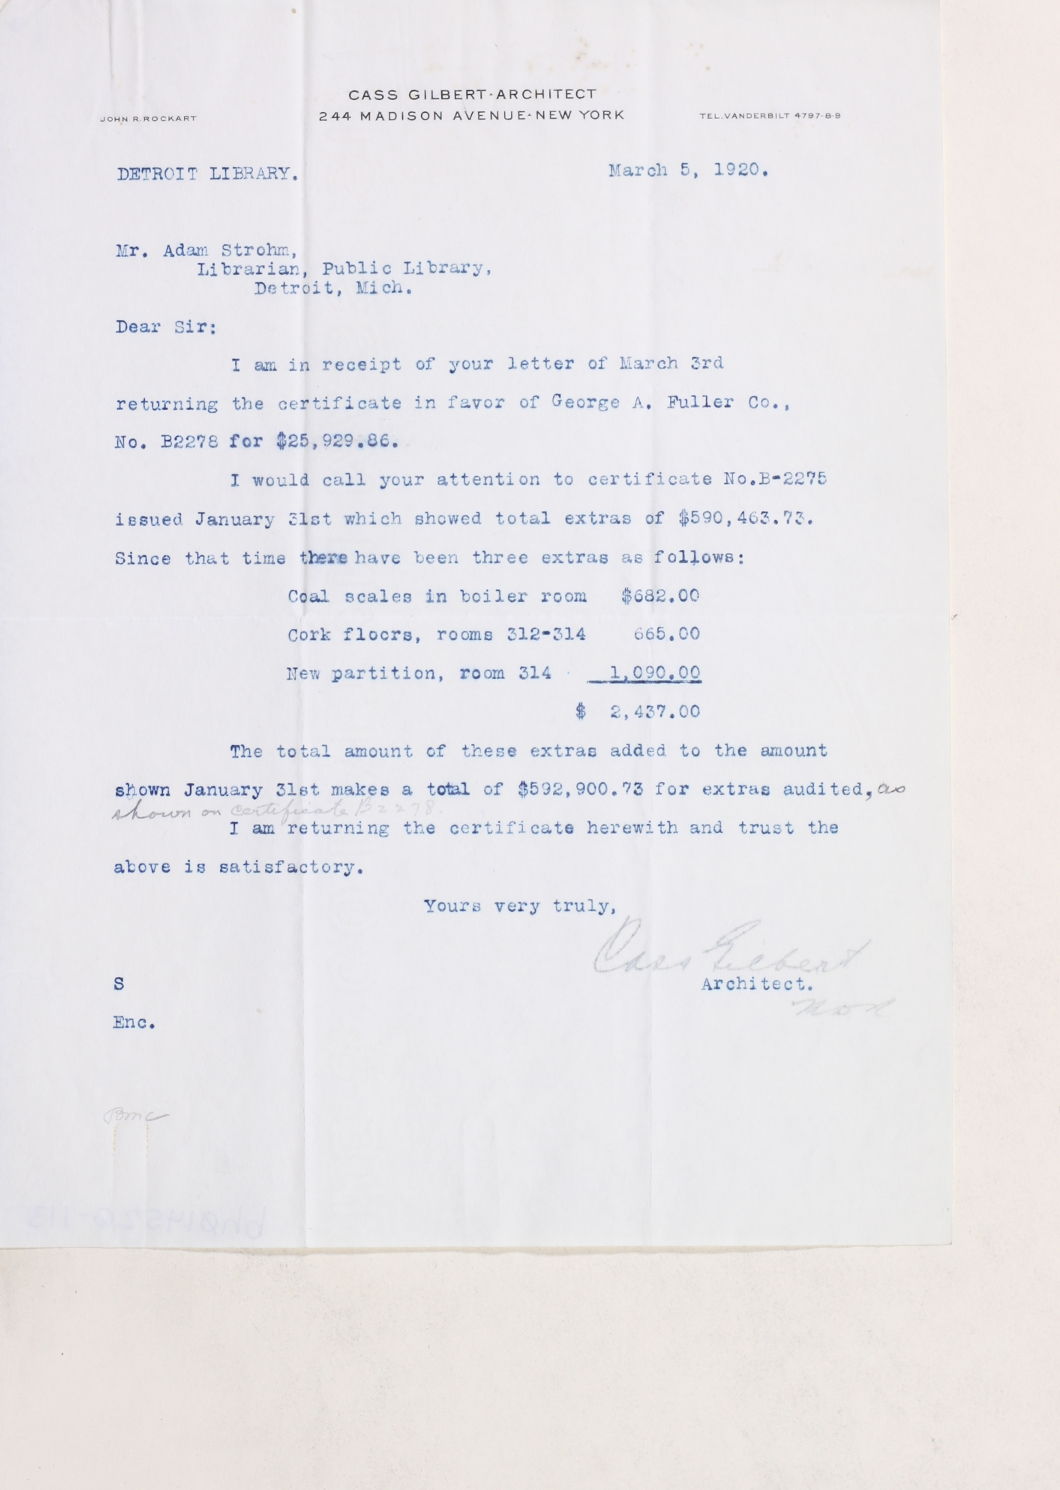 CASS GILBERT·ARCHITECT
JOHN R. ROCKART 244 MADISON AVENUE·NEW YORK TEL. VANDERBILT 4797-8-9
DETROIT LIBRARY. March 5, 1920.
Mr. Adam Strohm,
Librarian, Public Library,
Detroit, Mich.
Dear Sir:
I am in receipt of your letter of March 3rd
returning the certificate in favor of George A. Fuller Co.,
No. B2278 for $25,929.86.
I would call your attention to certificate No.B-2275
issued January 31st which showed total extras of $590,463.73.
Since that time there have been three extras as follows:
Coal scales in boiler room $682.00
Cork floors, rooms 312-314 665.00
New partition, room 314 1,090.00
$ 2,437.00
The total amount of these extras added to the amount
shown January 31st makes a total of $592,900.73 for extras audited, as
shown on certificate B2278.
I am returning the certificate herewith and trust the
above is satisfactory.
Yours very truly,
Cass Gilbert
S Architect.
Enc.